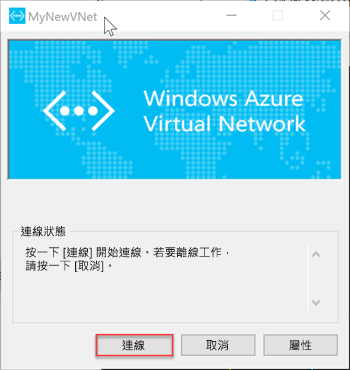 MyNewVNet
Windows Azure
Virtual Network
連線狀態
按一下 [連線] 開始連線。若要離線工作，
請按一下 [取消]。
連線
取消
屬性